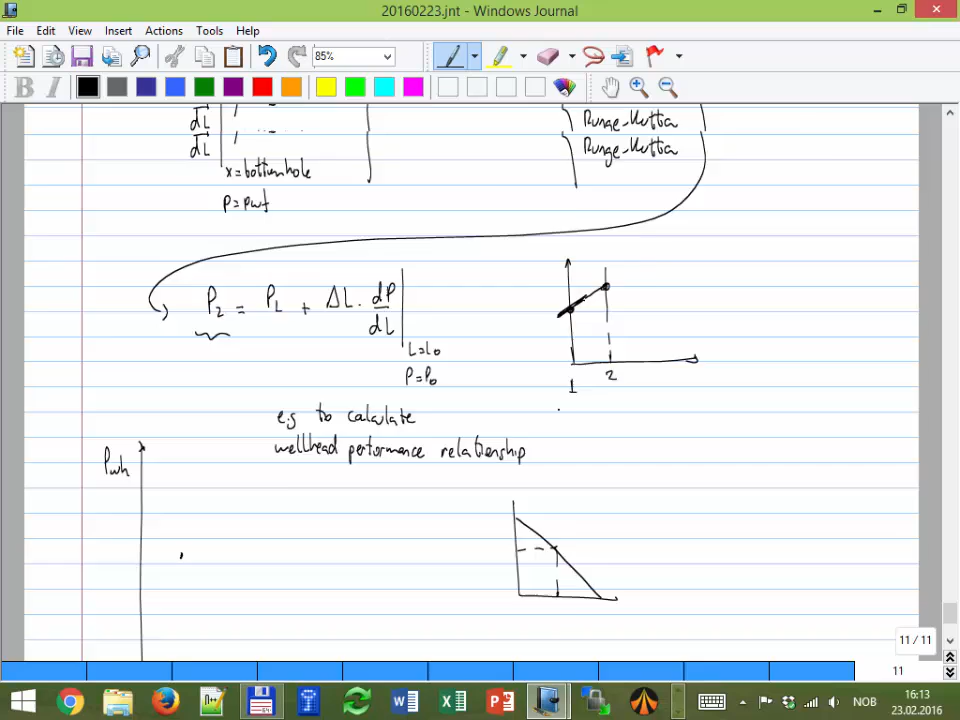 20160223.jnt - Windows Journal
File Edit View Insert Actions Tools Help
85%
B I
dL
dL
x=bottomhole
P=Pwf
Runge-Kutta
Runge-Kutta
P2 = PL + ΔL. dP
dL
L=L0
P=P0
1 2
e.g to calculate
wellhead performance relationship
Pwh
11 / 11
11
NOB
16:13
23.02.2016